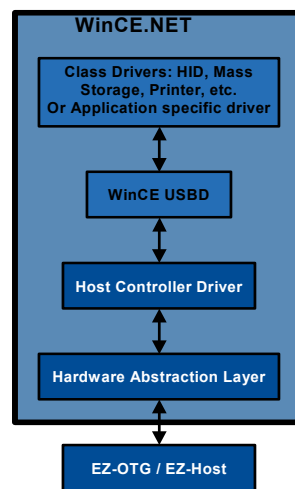 WinCE.NET
Class Drivers: HID, Mass
Storage, Printer, etc.
Or Application specific driver
WinCE USBD
Host Controller Driver
Hardware Abstraction Layer
EZ-OTG / EZ-Host